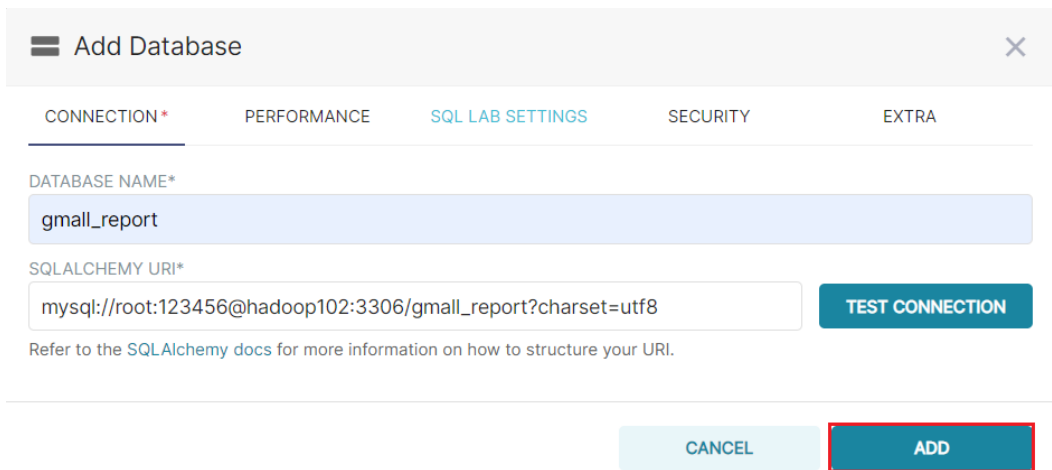 Add Database
CONNECTION * PERFORMANCE SQL LAB SETTINGS SECURITY EXTRA
DATABASE NAME*
gmall_report
SQLALCHEMY URI*
mysql://root:123456@hadoop102:3306/gmall_report?charset=utf8 TEST CONNECTION
Refer to the SQLAlchemy docs for more information on how to structure your URI.
CANCEL ADD